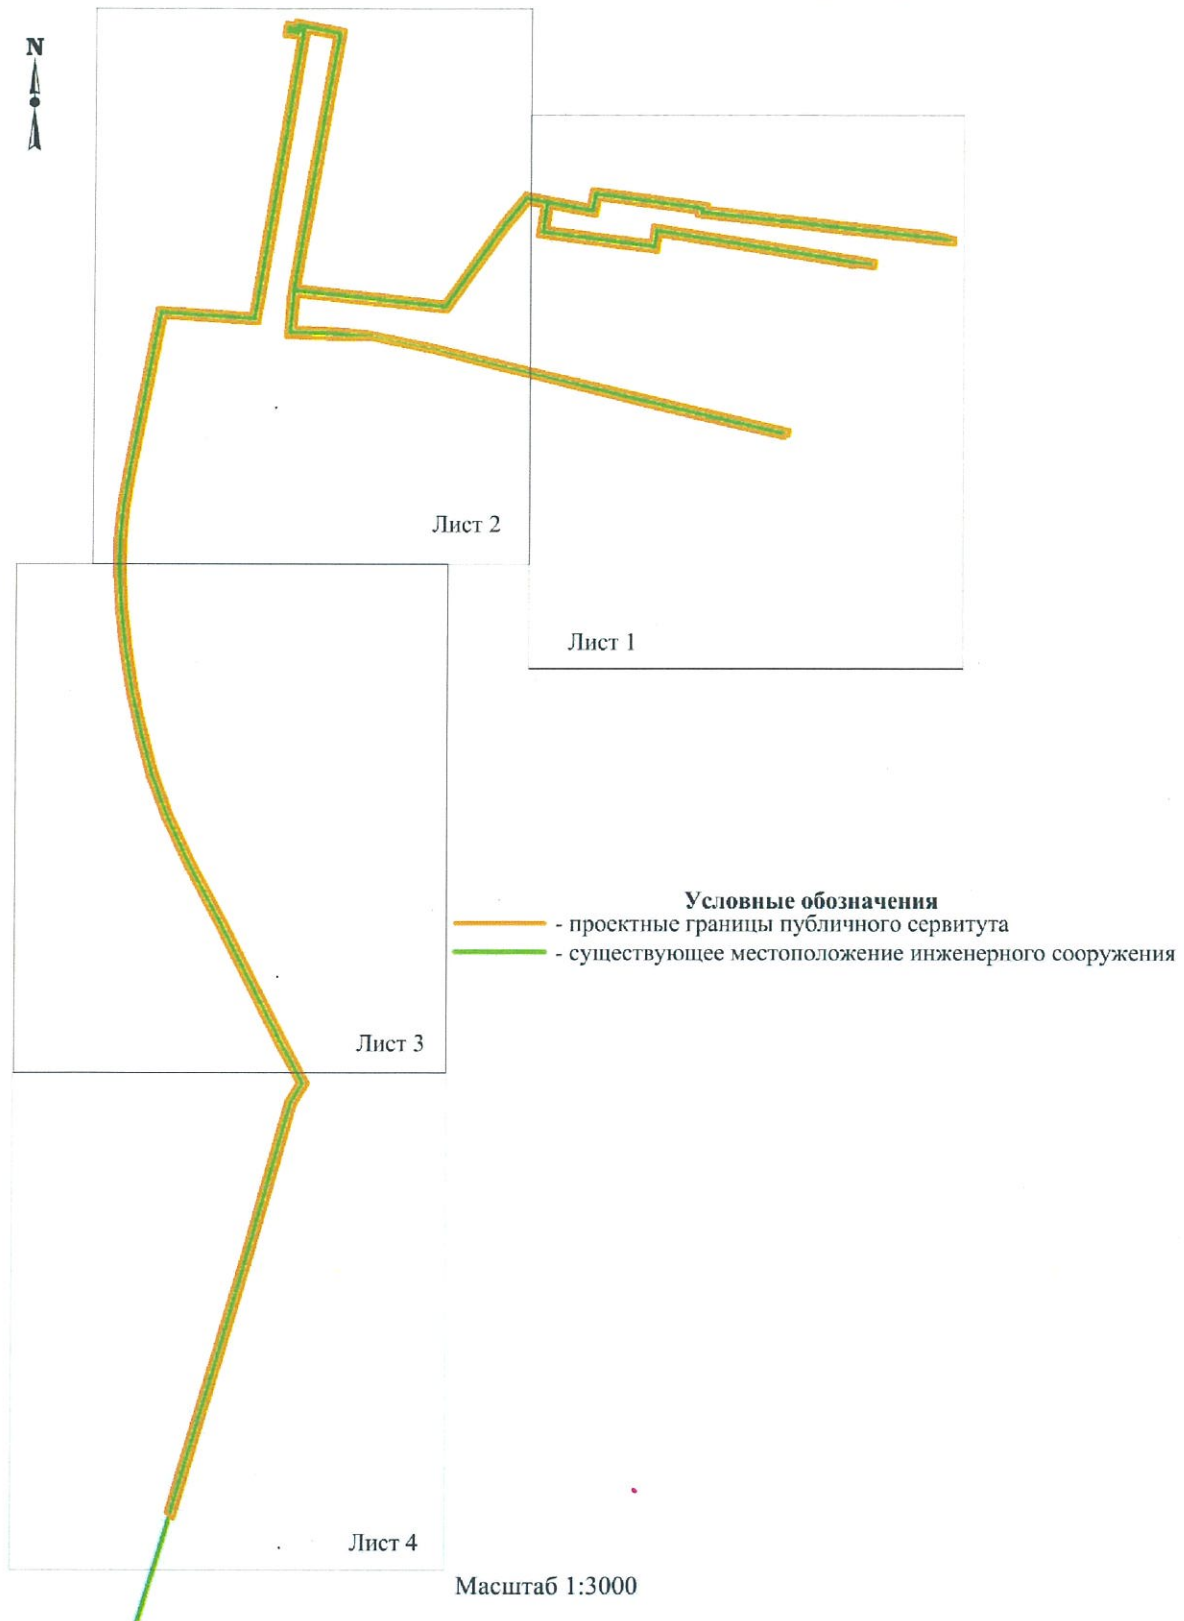 N
Лист 2
Лист 1
Условные обозначения
- проектные границы публичного сервитута
- существующее местоположение инженерного сооружения
Лист 3
Лист 4
Масштаб 1:3000